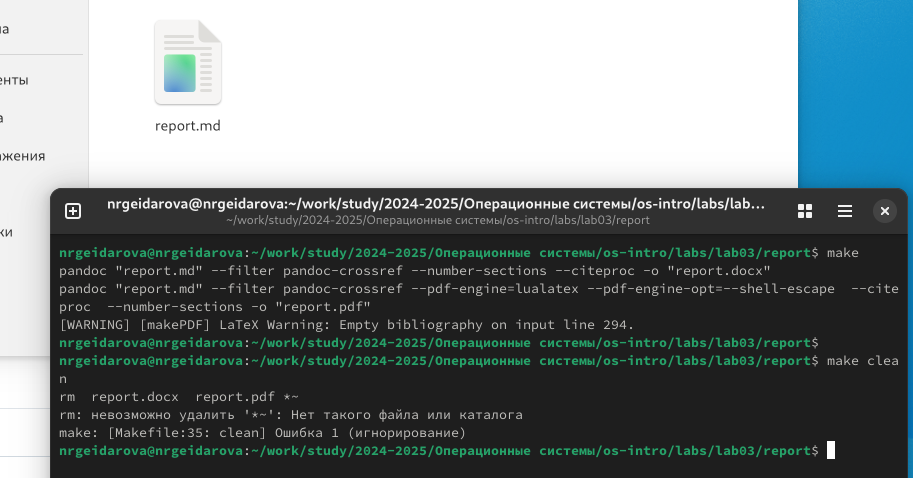 а
енты
report.md
а
ажения
ки
nrgeidarova@nrgeidarova:~/work/study/2024-2025/Операционные системы/os-intro/labs/lab...
~/work/study/2024-2025/Операционные системы/os-intro/labs/lab03/report
nrgeidarova@nrgeidarova:~/work/study/2024-2025/Операционные системы/os-intro/labs/lab03/report$ make
pandoc "report.md" --filter pandoc-crossref --number-sections --citeproc -o "report.docx"
pandoc "report.md" --filter pandoc-crossref --pdf-engine=lualatex --pdf-engine-opt=--shell-escape  --cite
proc  --number-sections -o "report.pdf"
[WARNING] [makePDF] LaTeX Warning: Empty bibliography on input line 294.
nrgeidarova@nrgeidarova:~/work/study/2024-2025/Операционные системы/os-intro/labs/lab03/report$
nrgeidarova@nrgeidarova:~/work/study/2024-2025/Операционные системы/os-intro/labs/lab03/report$ make clea
n
rm  report.docx  report.pdf *~
rm: невозможно удалить '*~': Нет такого файла или каталога
make: [Makefile:35: clean] Ошибка 1 (игнорирование)
nrgeidarova@nrgeidarova:~/work/study/2024-2025/Операционные системы/os-intro/labs/lab03/report$